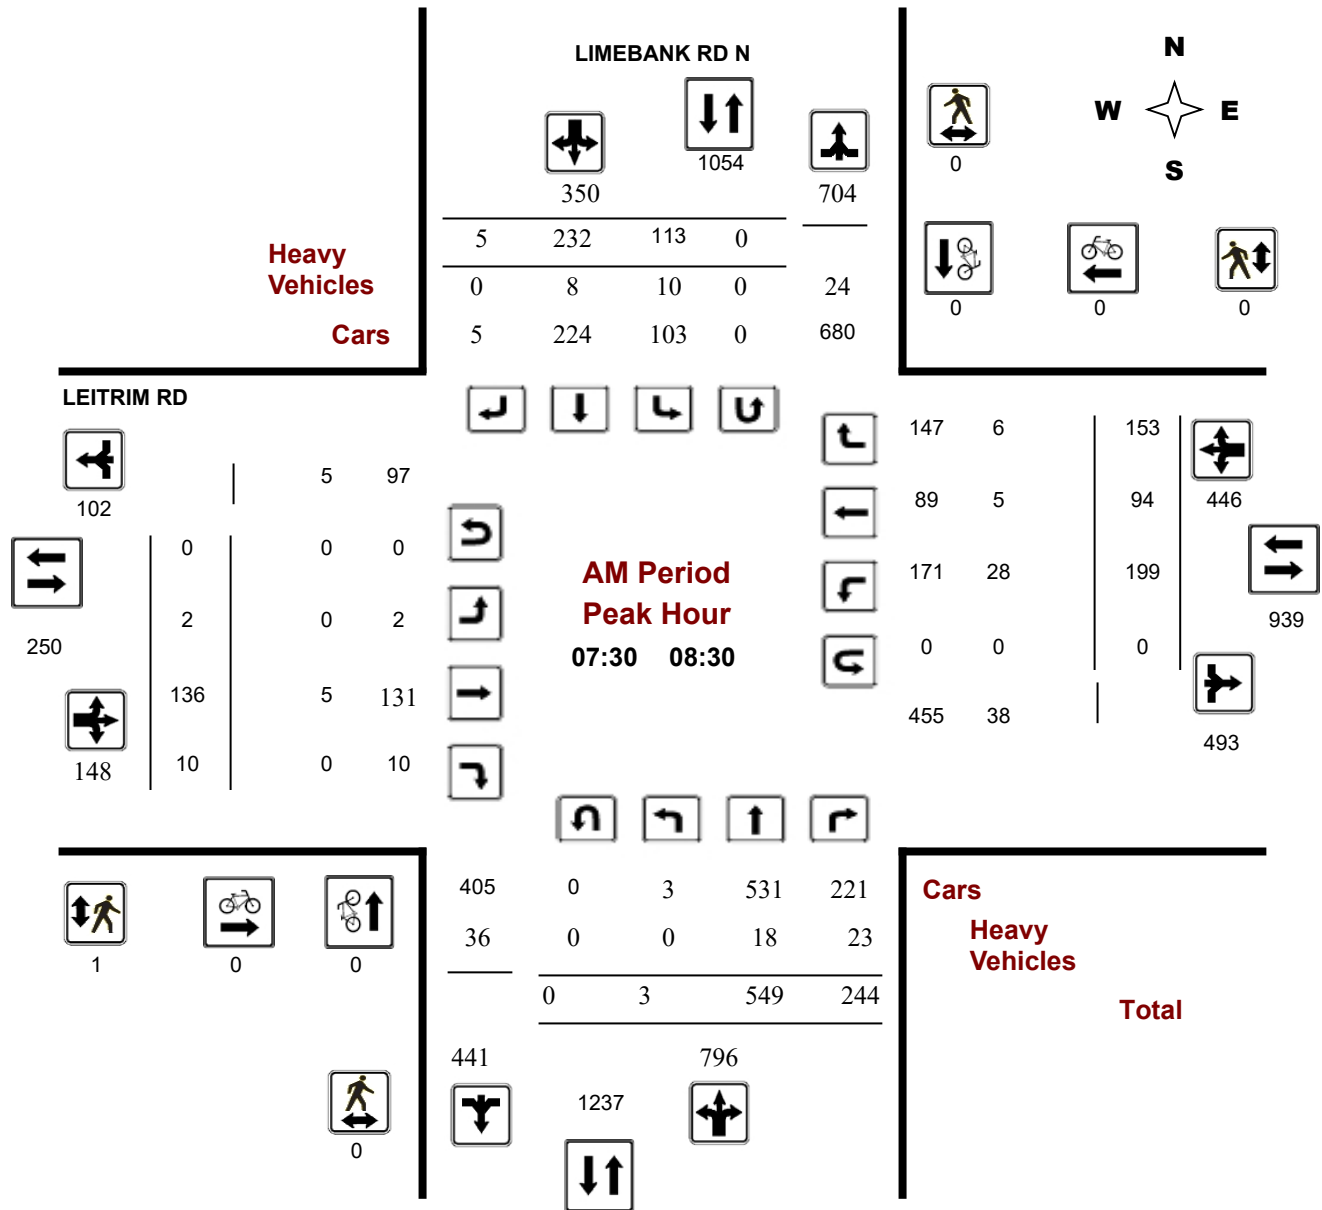 LIMEBANK RD N
N
W E
S
1054
0
350 704
5 232 113 0
Heavy
Vehicles
0 8 10 0 24
Cars
5 224 103 0 680
0 0 0
LEITRIM RD
147 6 153
5 97
102
89 5 94 446
0 0 0
AM Period
171 28 199
Peak Hour
2 0 2
939
250
07:30 08:30
0 0 0
136 5 131
455 38
493
148 10 0 10
405 0 3 531 221
Cars
36 0 0 18 23
Heavy
Vehicles
1 0 0
0 3 549 244
Total
441 796
1237
0